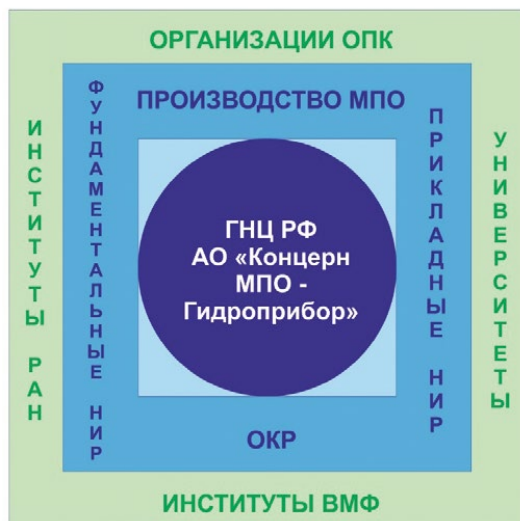 ОРГАНИЗАЦИИ ОПК
ПРОИЗВОДСТВО МПО
ИНСТИТУТЫ РАН
ФУНДАМЕНТАЛЬНЫЕ НИР
ГНЦ РФ
АО «Концерн
МПО -
Гидроприбор»
ПРИКЛАДНЫЕ НИР
УНИВЕРСИТЕТЫ
ОКР
ИНСТИТУТЫ ВМФ